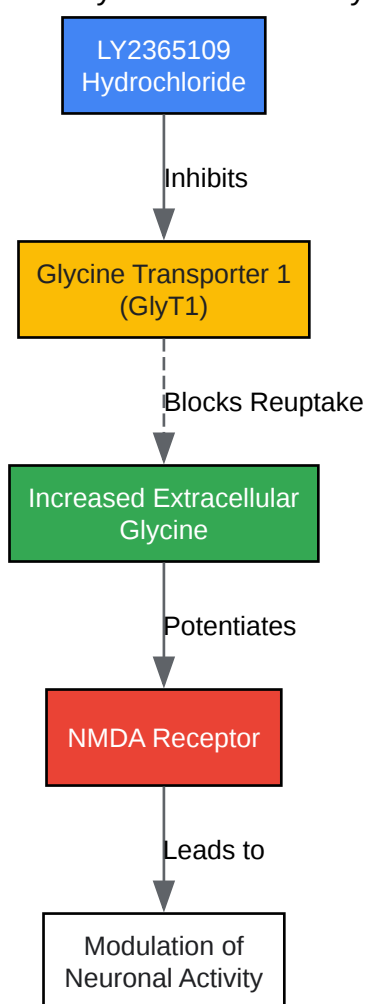 LY2365109
Hydrochloride
Inhibits
Glycine Transporter 1
(GlyT1)
Blocks Reuptake
Increased Extracellular
Glycine
Potentiates
NMDA Receptor
Leads to
Modulation of
Neuronal Activity